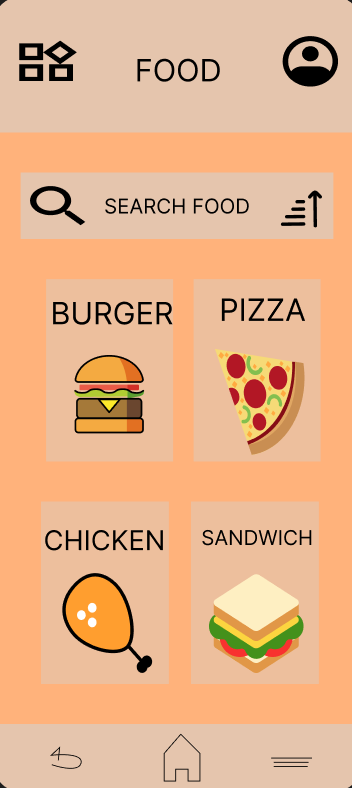 FOOD
SEARCH FOOD
BURGER
PIZZA
CHICKEN
SANDWICH